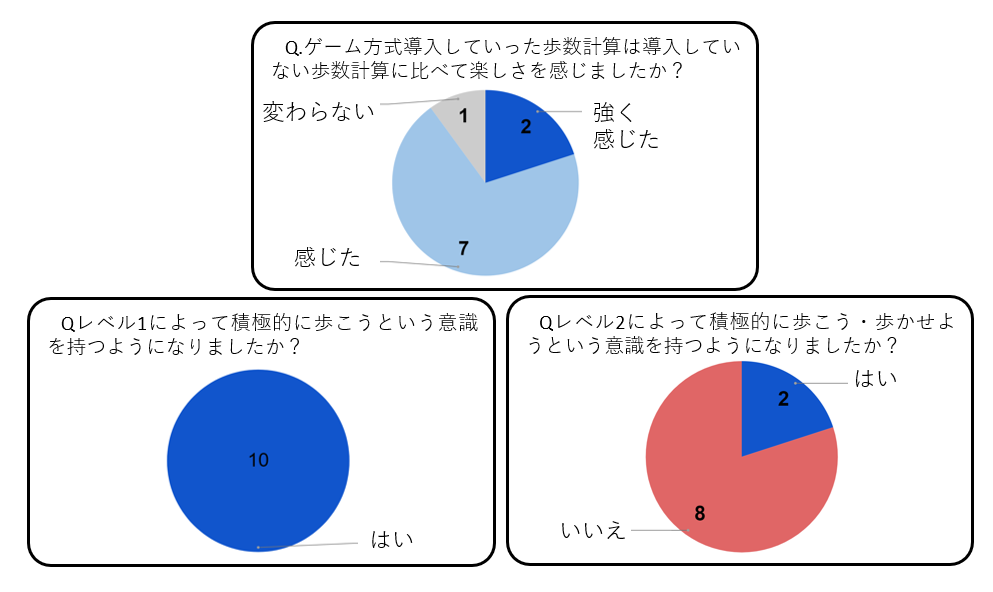 Q.ゲーム方式導入していった歩数計算は導入してい
ない歩数計算に比べて楽しさを感じましたか？
変わらない
1
2
強く
感じた
7
感じた
Qレベル1によって積極的に歩こうという意識
を持つようになりましたか？
10
はい
Qレベル2によって積極的に歩こう・歩かせよ
うという意識を持つようになりましたか？
はい
2
8
いいえ